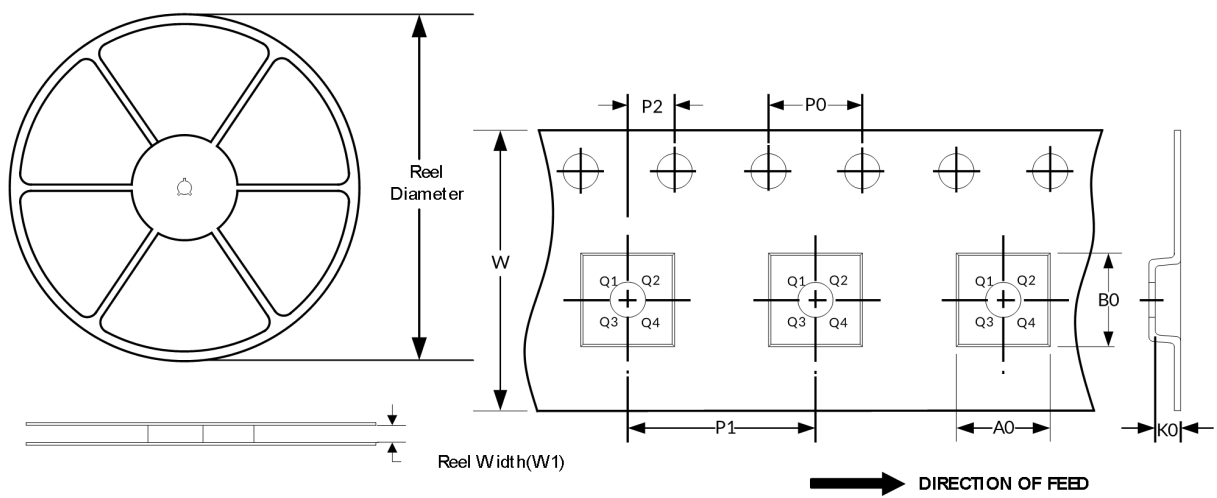 P2
P0
Reel
Diameter
W
Q1 Q2
Q3 Q4
Q1 Q2
Q3 Q4
Q1 Q2
Q3 Q4
B0
P1
A0
K0
Reel Width(W1)
DIRECTION OF FEED